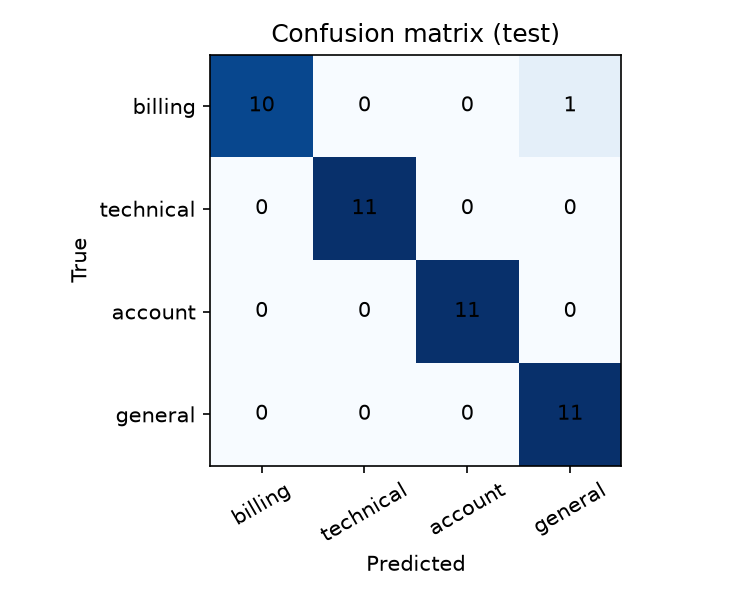 Confusion matrix (test)
billing 10 0 0 1
technical 0 11 0 0
account 0 0 11 0
general 0 0 0 11
True
billing technical account general
Predicted